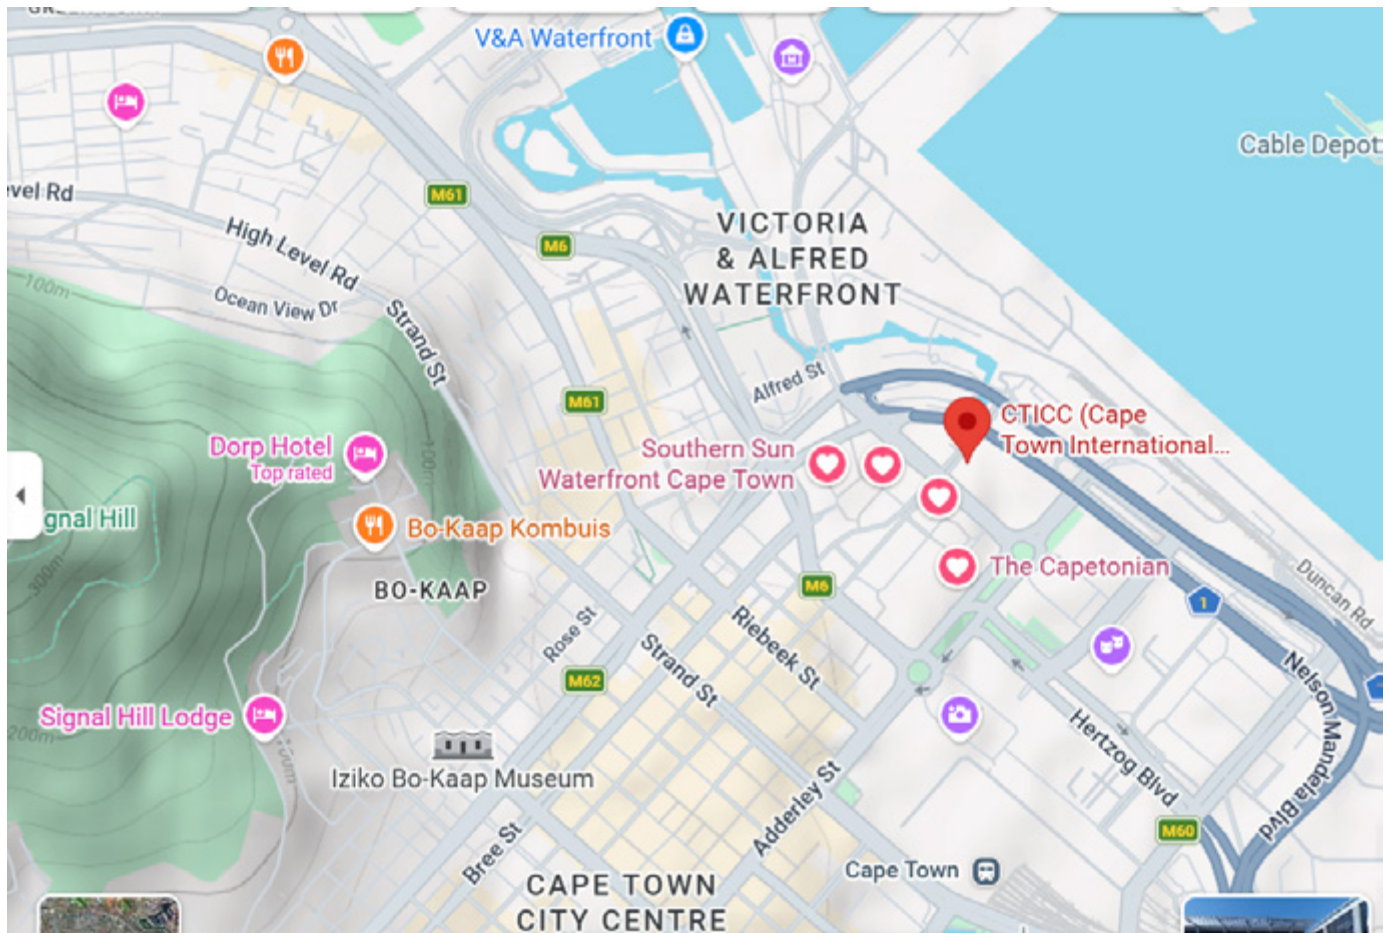 V&A Waterfront
Cable Depot
evel Rd
M61
High Level Rd
M6
VICTORIA
& ALFRED
WATERFRONT
100m
Ocean View Dr
Strand St
Alfred St
M61
CTICC (Cape
Town International...
Dorp Hotel
Top rated
100m
Southern Sun
Waterfront Cape Town
gnal Hill
Bo-Kaap Kombuis
300m
BO-KAAP
M6
The Capetonian
Duncan Rd
1
Rose St
Riebeek St
Strand St
M62
Nelson Mandela Blvd
Signal Hill Lodge
200m
100m
Iziko Bo-Kaap Museum
Hertzog Blvd
Adderley St
M60
Bree St
Cape Town
CAPE TOWN
CITY CENTRE